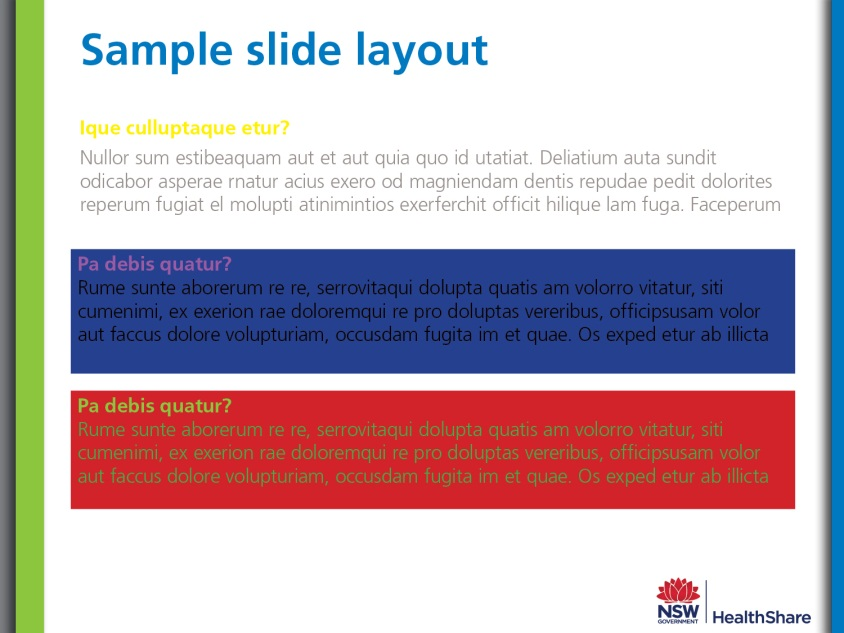 Sample slide layout
Ique culluptaque etur?
Nullor sum estibeaquam aut et aut quia quo id utatiat. Deliatium auta sundit
odicabor asperae rnatur acius exero od magniendam dentis repudae pedit dolorites
reperum fugiat el molupti atinimintios exerferchit officit hilique lam fuga. Faceperum
Pa debis quatur?
Rume sunte aborerum re re, serrovitaqui dolupta quatis am volorro vitatur, siti
cumenimi, ex exerion rae doloremqui re pro doluptas vereribus, officipsusam volor
aut faccus dolore volupturiam, occusdam fugita im et quae. Os exped etur ab illicta
Pa debis quatur?
Rume sunte aborerum re re, serrovitaqui dolupta quatis am volorro vitatur, siti
cumenimi, ex exerion rae doloremqui re pro doluptas vereribus, officipsusam volor
aut faccus dolore volupturiam, occusdam fugita im et quae. Os exped etur ab illicta
NSW
GOVERNMENT
HealthShare